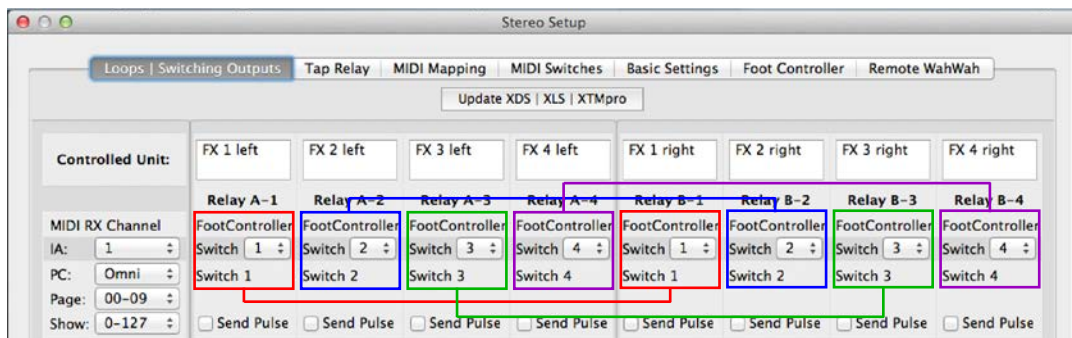 Stereo Setup
Loops | Switching Outputs Tap Relay MIDI Mapping MIDI Switches Basic Settings Foot Controller Remote WahWah
Update XDS | XLS | XTMpro
Controlled Unit: FX 1 left FX 2 left FX 3 left FX 4 left FX 1 right FX 2 right FX 3 right FX 4 right
Relay A-1 Relay A-2 Relay A-3 Relay A-4 Relay B-1 Relay B-2 Relay B-3 Relay B-4
MIDI RX Channel FootController FootController FootController FootController FootController FootController FootController FootController
IA: 1 Switch 1 Switch 2 Switch 3 Switch 4 Switch 1 Switch 2 Switch 3 Switch 4
PC: Omni Switch 1 Switch 2 Switch 3 Switch 4 Switch 1 Switch 2 Switch 3 Switch 4
Page: 00-09
Show: 0-127 Send Pulse Send Pulse Send Pulse Send Pulse Send Pulse Send Pulse Send Pulse Send Pulse